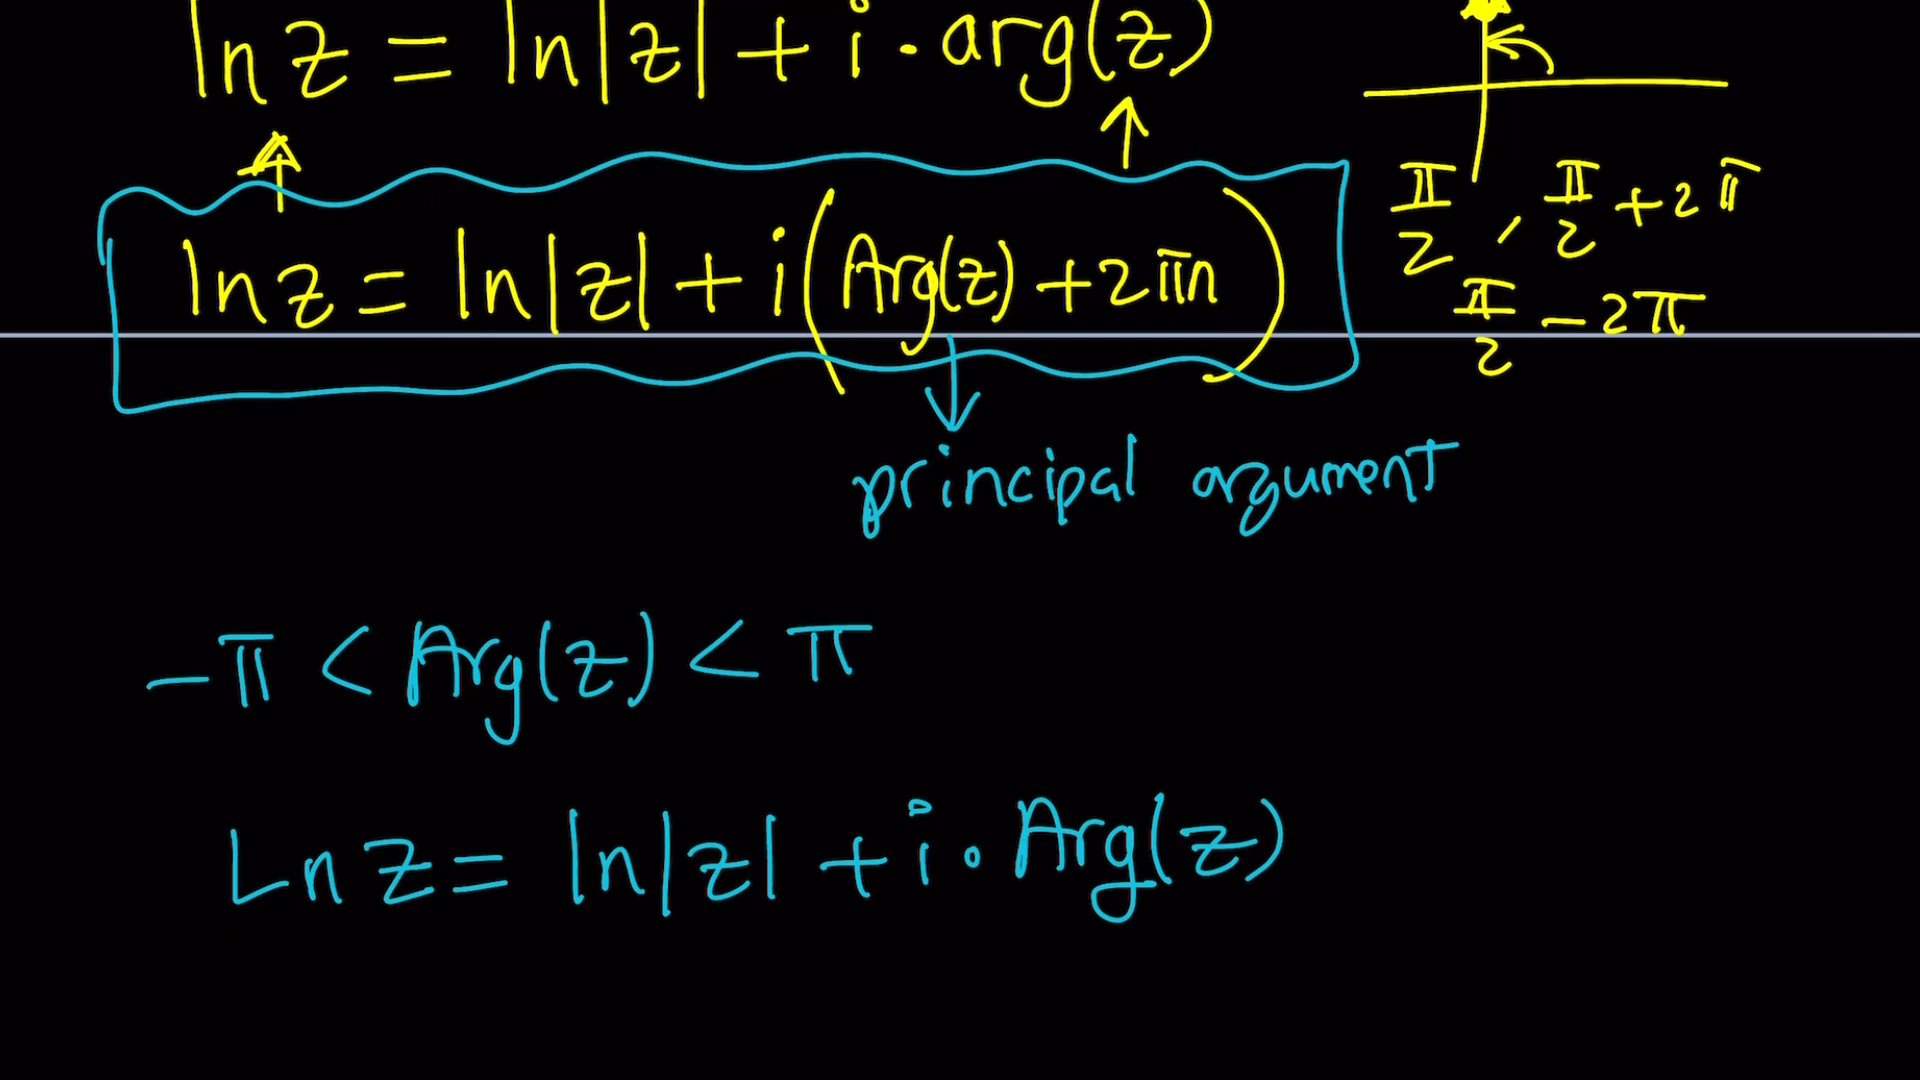 ln z = ln|z| + i · arg(z)
π/2 , π/2 + 2π
ln z = ln|z| + i(Arg(z) + 2πn)
π/2 - 2π
principal argument
-π < Arg(z) < π
Ln z = ln|z| + i · Arg(z)